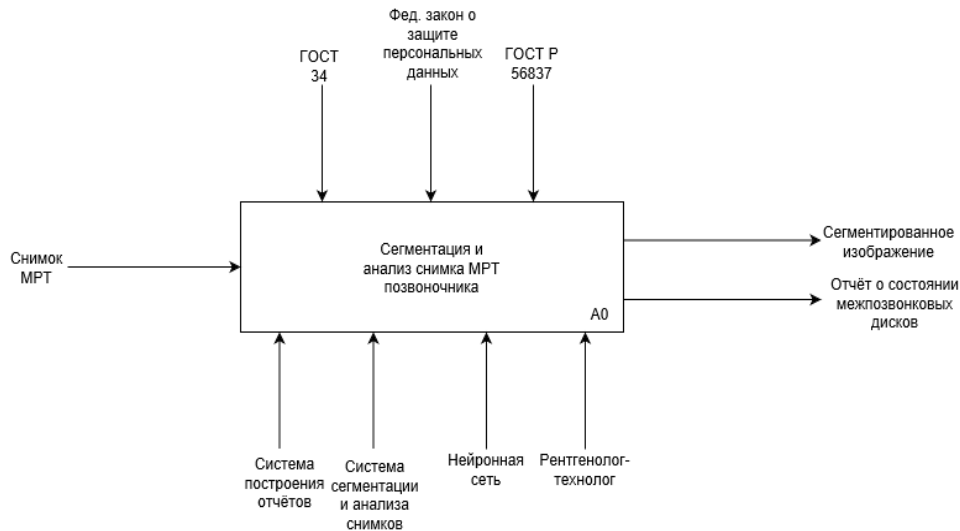 Фед. закон о
защите
персональных
данных
ГОСТ
34
ГОСТ Р
56837
Снимок
МРТ
Сегментация и
анализ снимка МРТ
позвоночника
A0
Сегментированное
изображение
Отчёт о состоянии
межпозвонковых
дисков
Система
построения
отчётов
Система
сегментации
и анализа
снимков
Нейронная
сеть
Рентгенолог-
технолог